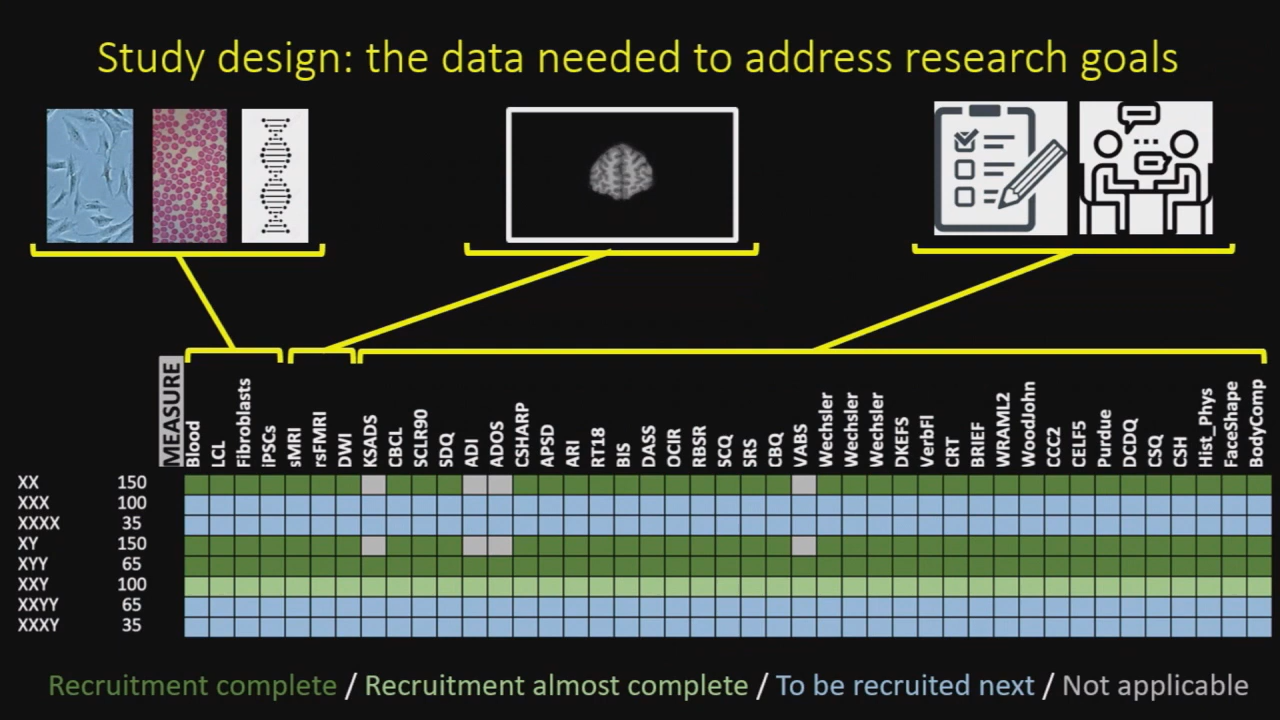 Study design: the data needed to address research goals
MEASURE
Blood
LCL
Fibroblasts
iPSCs
sMRI
rsFMRI
DWI
KSADS
CBCL
SCLR90
SDQ
ADI
ADOS
CSHARP
APSD
ARI
RT18
BIS
DASS
OCIR
RBSR
SCQ
SRS
CBQ
VABS
Wechsler
Wechsler
Wechsler
DKEFS
VerbFl
CRT
BRIEF
WRAML2
WoodJohn
CCC2
CELF5
Purdue
DCDQ
CSQ
CSH
Hist_Phys
FaceShape
BodyComp
XX 150
XXX 100
XXXX 35
XY 150
XYY 65
XXY 100
XXYY 65
XXXY 35
Recruitment complete / Recruitment almost complete / To be recruited next / Not applicable